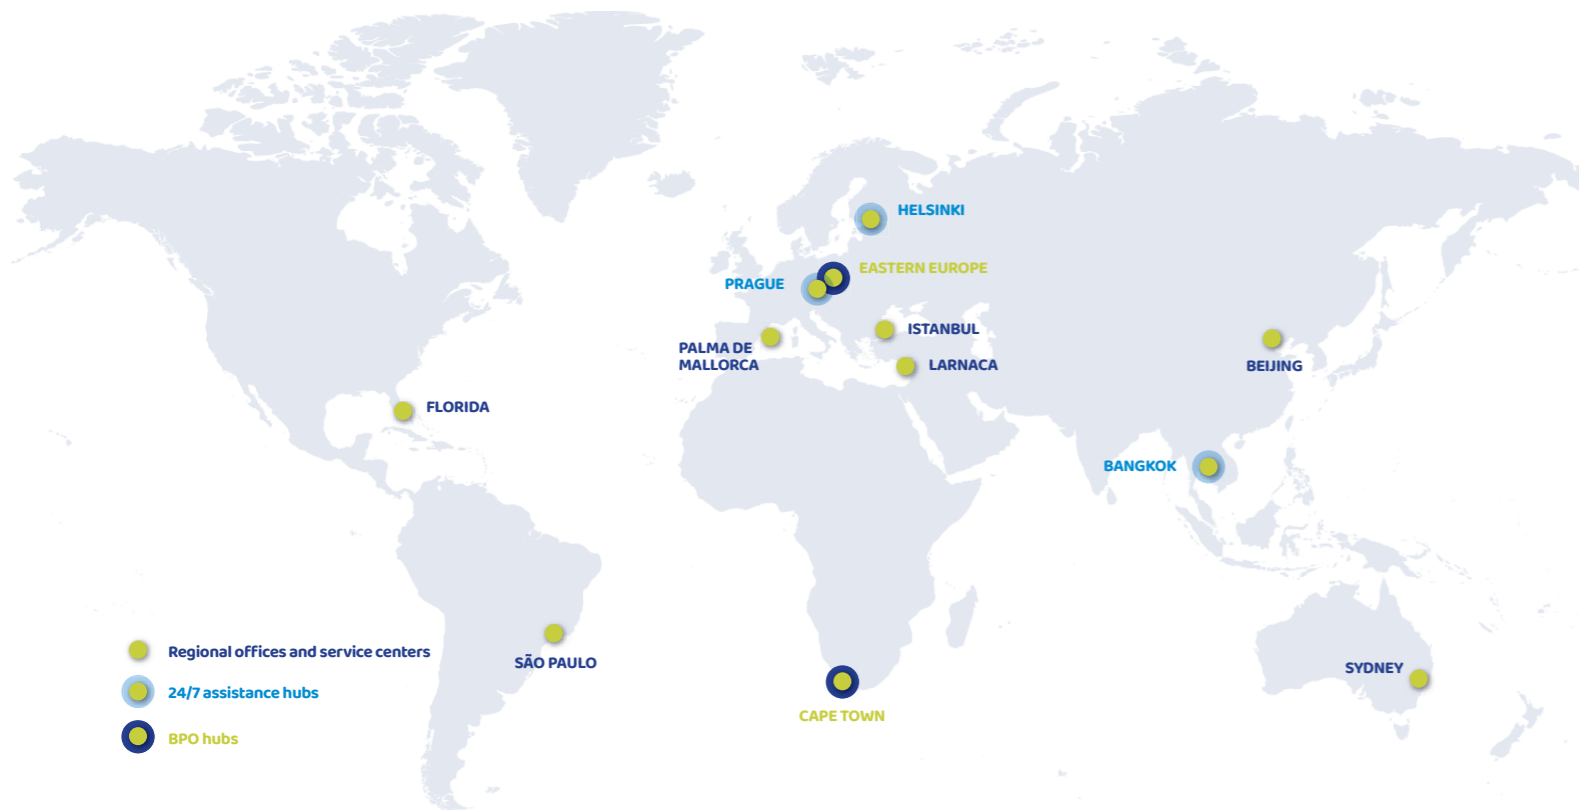 HELSINKI
EASTERN EUROPE
PRAGUE
ISTANBUL
PALMA DE
MALLORCA
LARNACA
BEIJING
FLORIDA
BANGKOK
Regional offices and service centers
SÃO PAULO
SYDNEY
24/7 assistance hubs
CAPE TOWN
BPO hubs